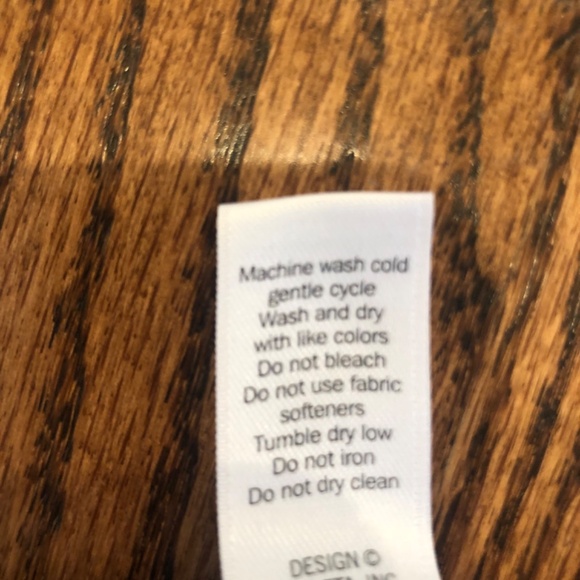 Machine wash cold
gentle cycle
Wash and dry
with like colors
Do not bleach
Do not use fabric
softeners
Tumble dry low
Do not iron
Do not dry clean
DESIGN ©
INC